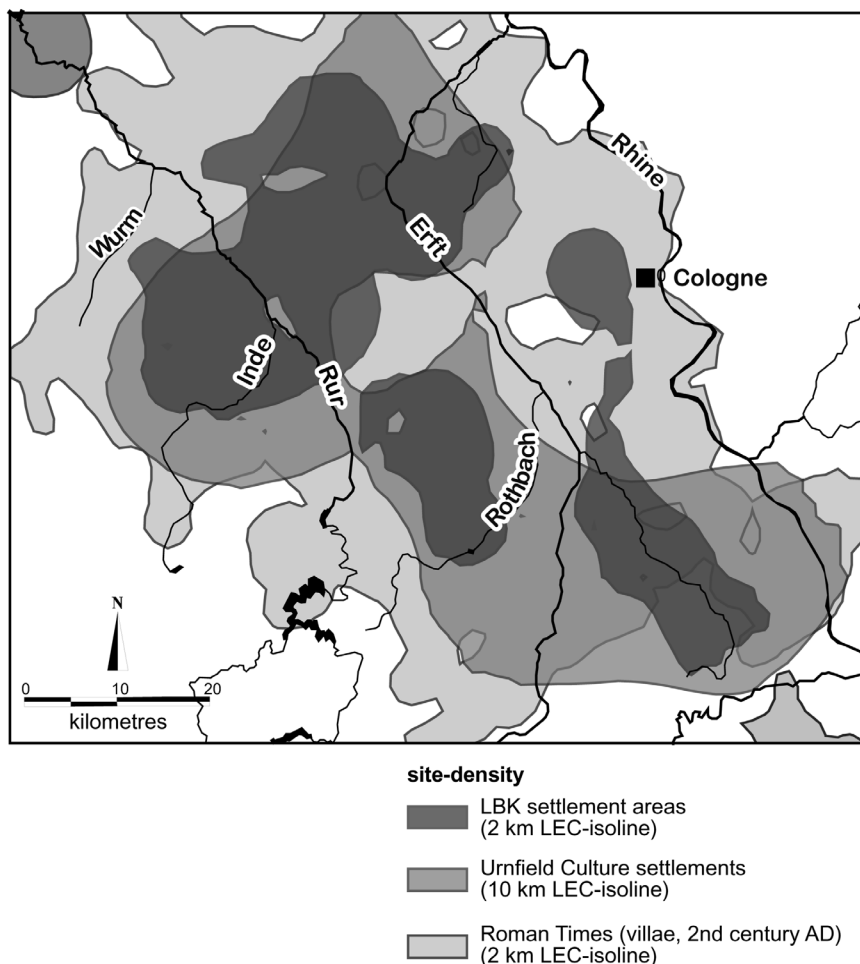 Rhine
Wurm
Erft
Cologne
Inde
Rur
Rothbach
N
0 10 20
kilometres
site-density
LBK settlement areas
(2 km LEC-isoline)
Urnfield Culture settlements
(10 km LEC-isoline)
Roman Times (villae, 2nd century AD)
(2 km LEC-isoline)